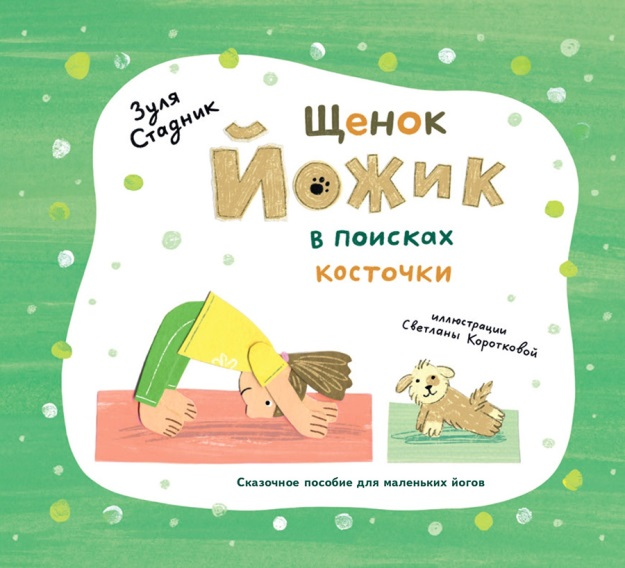 Зуля
Стадник
Щенок
Йожик
в поисках
косточки
иллюстрации
Светланы Коротковой
Сказочное пособие для маленьких йогов